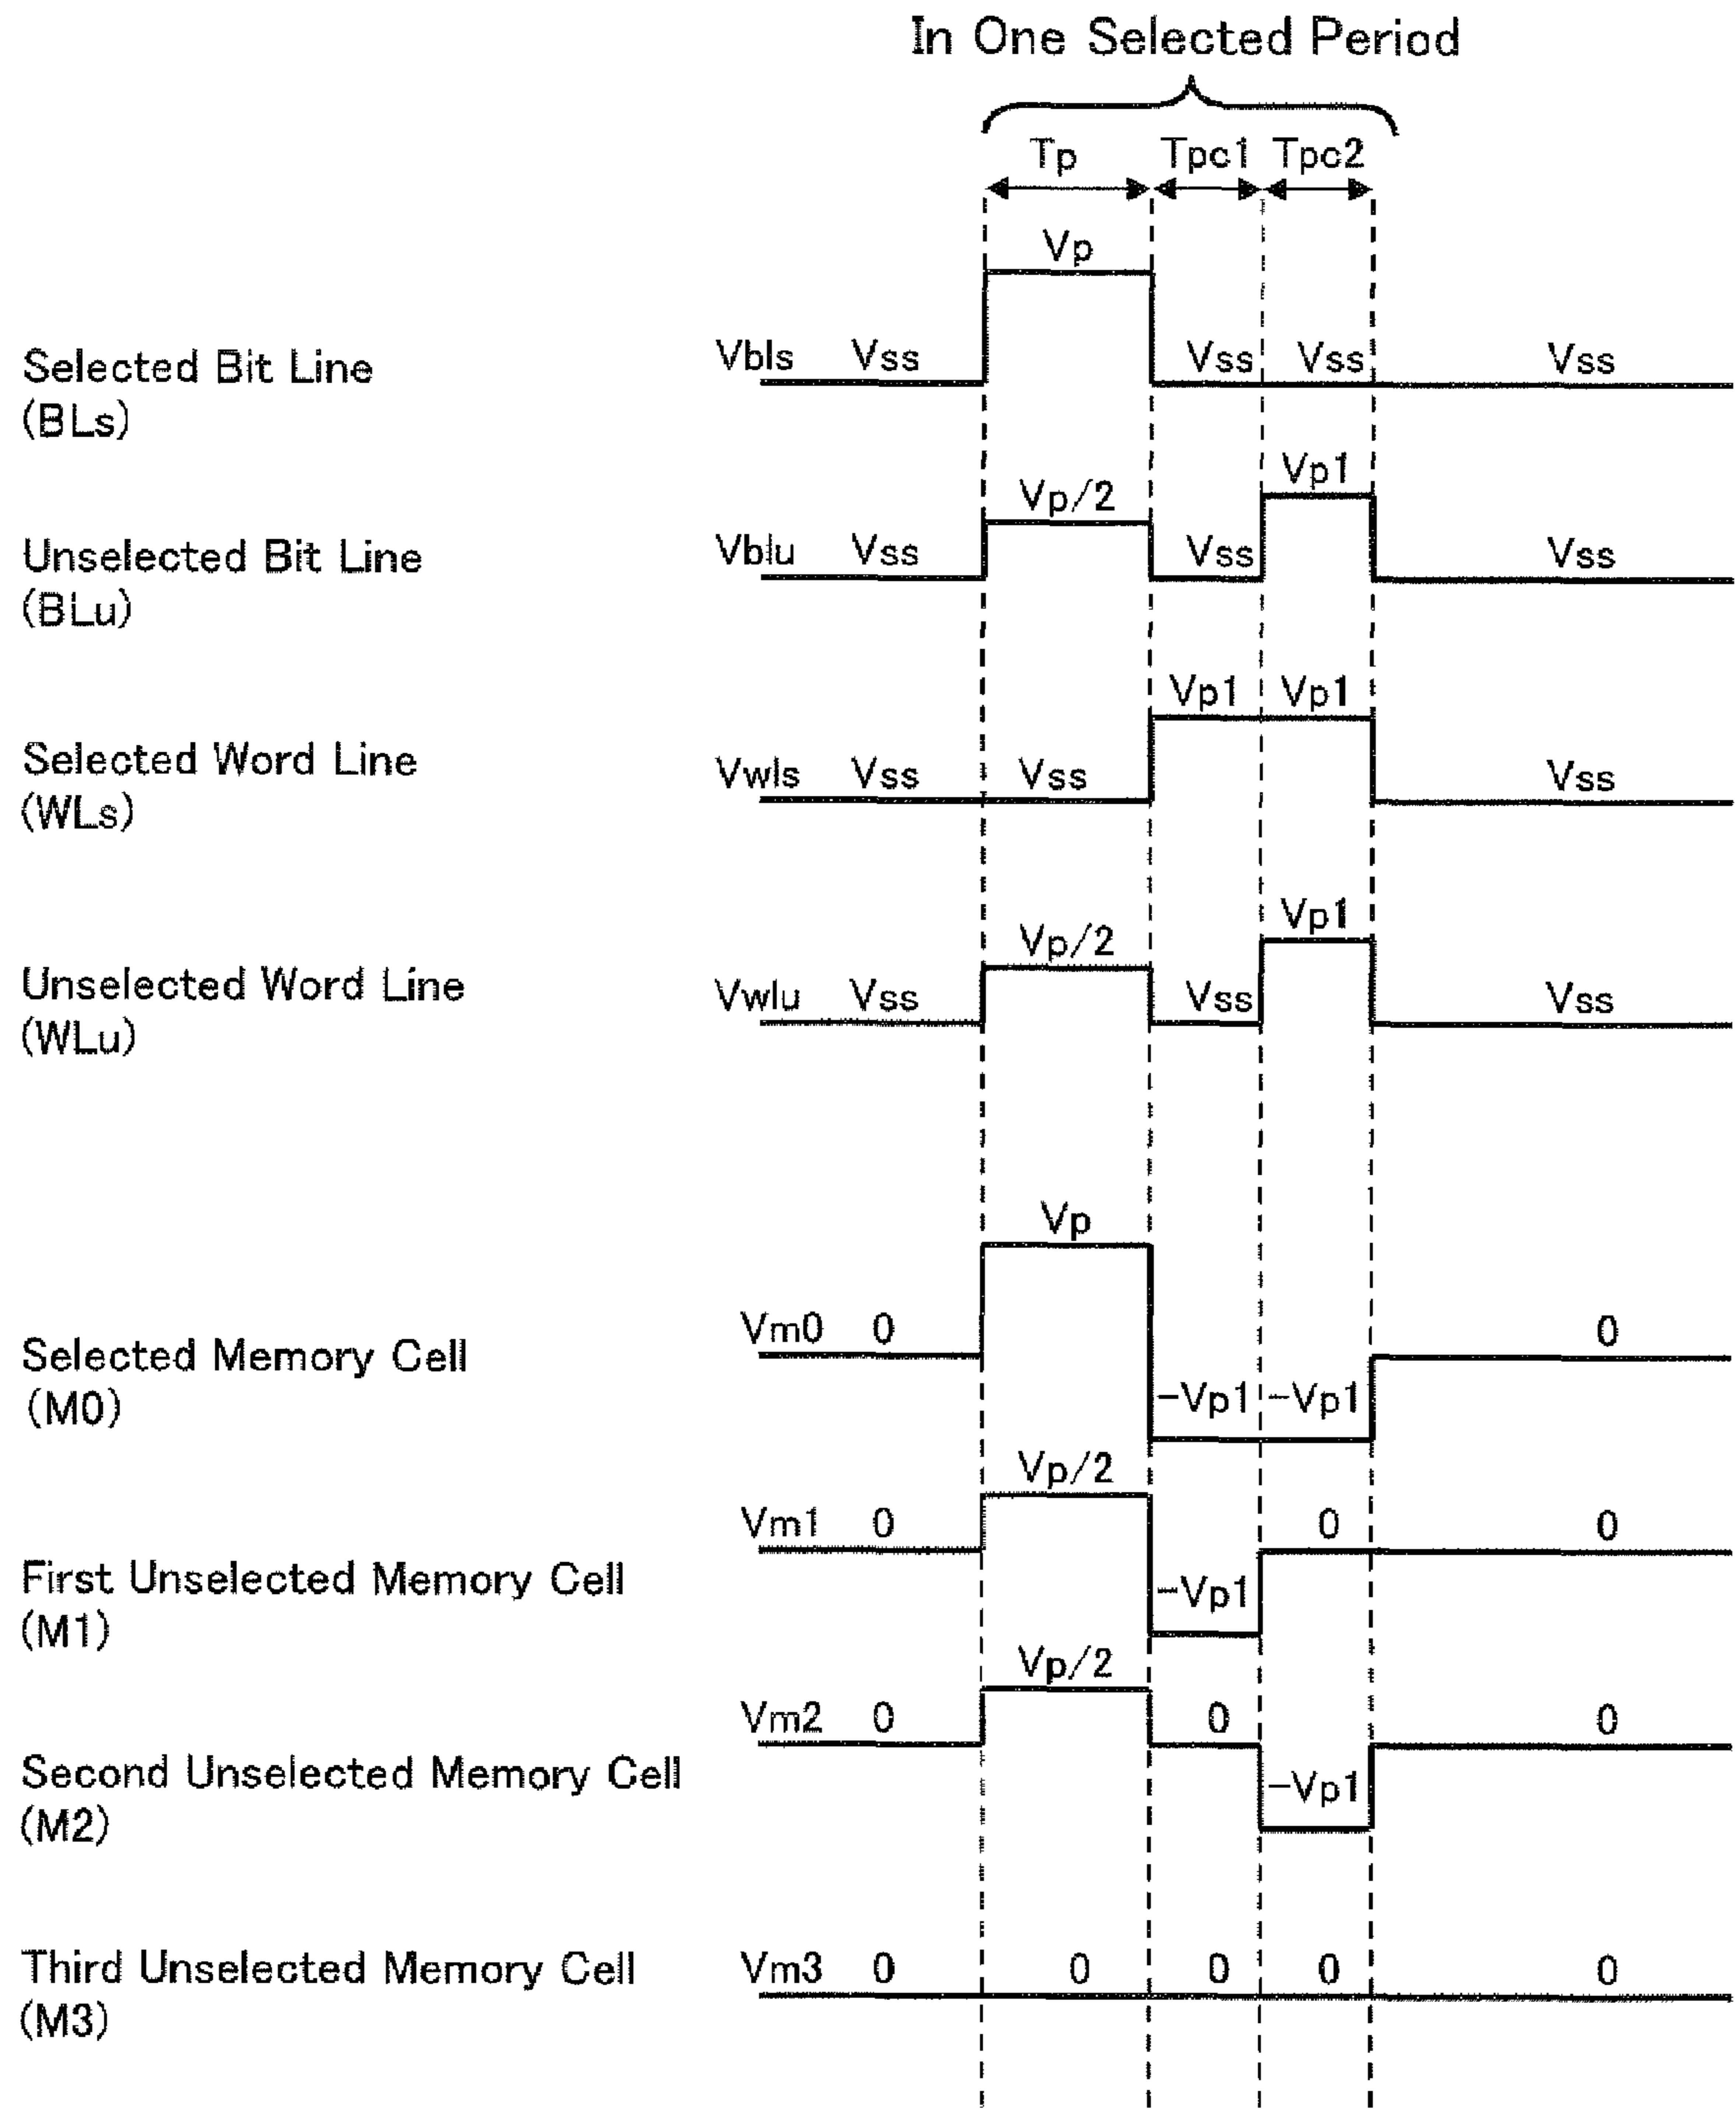 In One Selected Period
Tp Tpc1 Tpc2
Vp
Selected Bit Line
(BLs)
Vbls Vss Vss Vss Vss
Vp/2 Vp1
Unselected Bit Line
(BLu)
Vblu Vss Vss Vss
Vp1 Vp1
Selected Word Line
(WLs)
Vwls Vss Vss Vss
Vp/2 Vp1
Unselected Word Line
(WLu)
Vwlu Vss Vss Vss
Vp
Selected Memory Cell
(M0)
Vm0 0 0
-Vp1 -Vp1
Vp/2
First Unselected Memory Cell
(M1)
Vm1 0 0 0
-Vp1
Vp/2
Second Unselected Memory Cell
(M2)
Vm2 0 0 0
-Vp1
Third Unselected Memory Cell
(M3)
Vm3 0 0 0 0 0